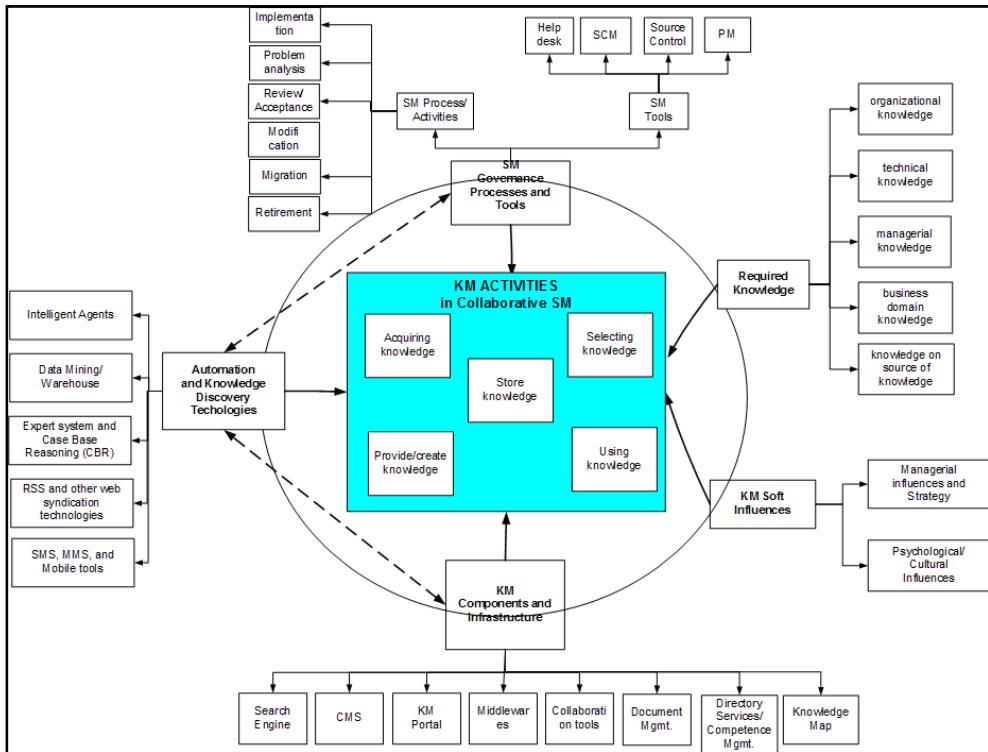 Implementa
tion
Problem
analysis
Review/
Acceptance
Modifi
cation
Migration
Retirement
SM Process/
Activities
Help
desk
SCM
Source
Control
PM
SM
Tools
SM
Governance
Processes and
Tools
organizational
knowledge
technical
knowledge
managerial
knowledge
business
domain
knowledge
knowledge on
source of
knowledge
Required
Knowledge
KM ACTIVITIES
in Collaborative SM
Acquiring
knowledge
Selecting
knowledge
Store
knowledge
Provide/create
knowledge
Using
knowledge
Intelligent Agents
Data Mining/
Warehouse
Expert system and
Case Base
Reasoning (CBR)
RSS and other web
syndication
technologies
SMS, MMS, and
Mobile tools
Automation
and Knowledge
Discovery
Techologies
KM Soft
Influences
Managerial
influences and
Strategy
Psychological/
Cultural
Influences
KM
Components and
Infrastructure
Search
Engine
CMS
KM
Portal
Middlewar
es
Collaborati
on tools
Document
Mgmt.
Directory
Services/
Competence
Mgmt.
Knowledge
Map